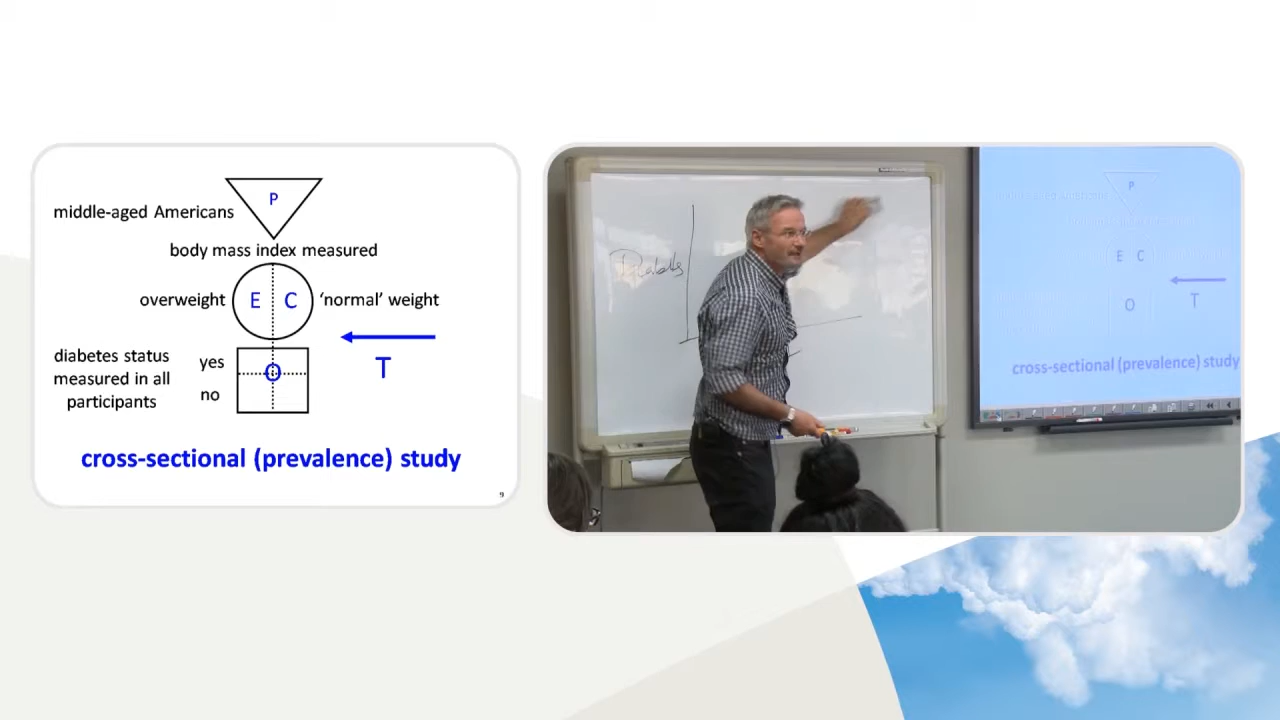 P
middle-aged Americans
body mass index measured
overweight E C 'normal' weight
T
diabetes status measured in all participants
yes
no
O
cross-sectional (prevalence) study
9
P
E C
T
O
cross-sectional (prevalence) study